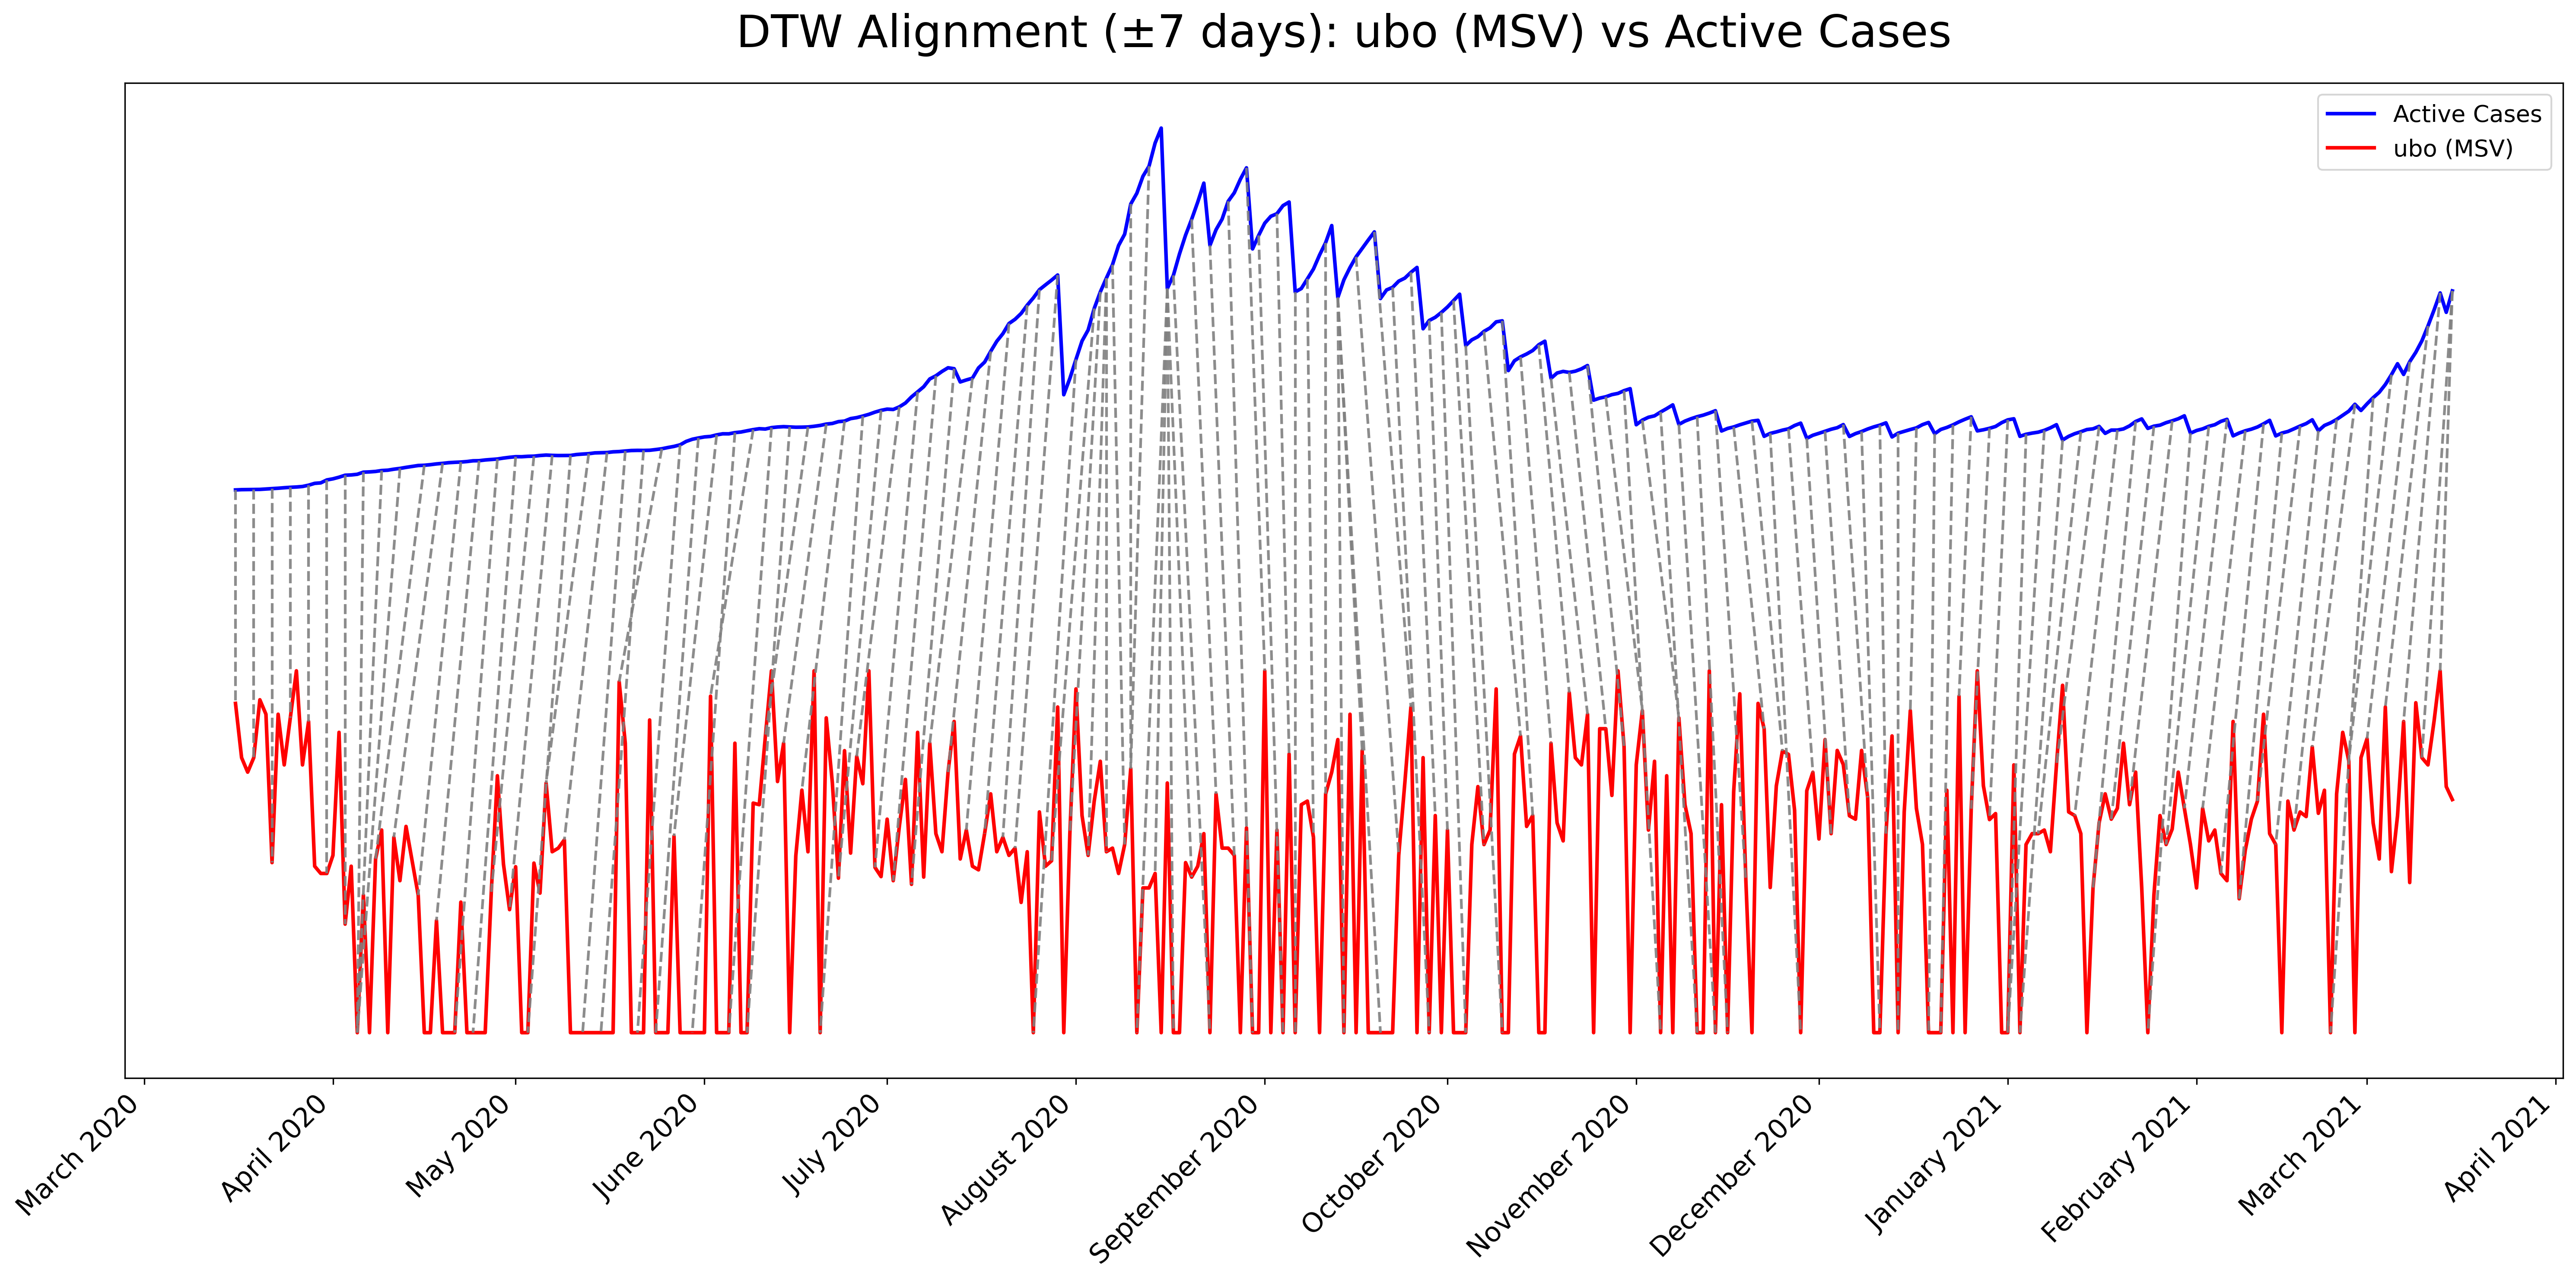 DTW Alignment (±7 days): ubo (MSV) vs Active Cases
Active Cases
ubo (MSV)
March 2020
April 2020
May 2020
June 2020
July 2020
August 2020
September 2020
October 2020
November 2020
December 2020
January 2021
February 2021
March 2021
April 2021